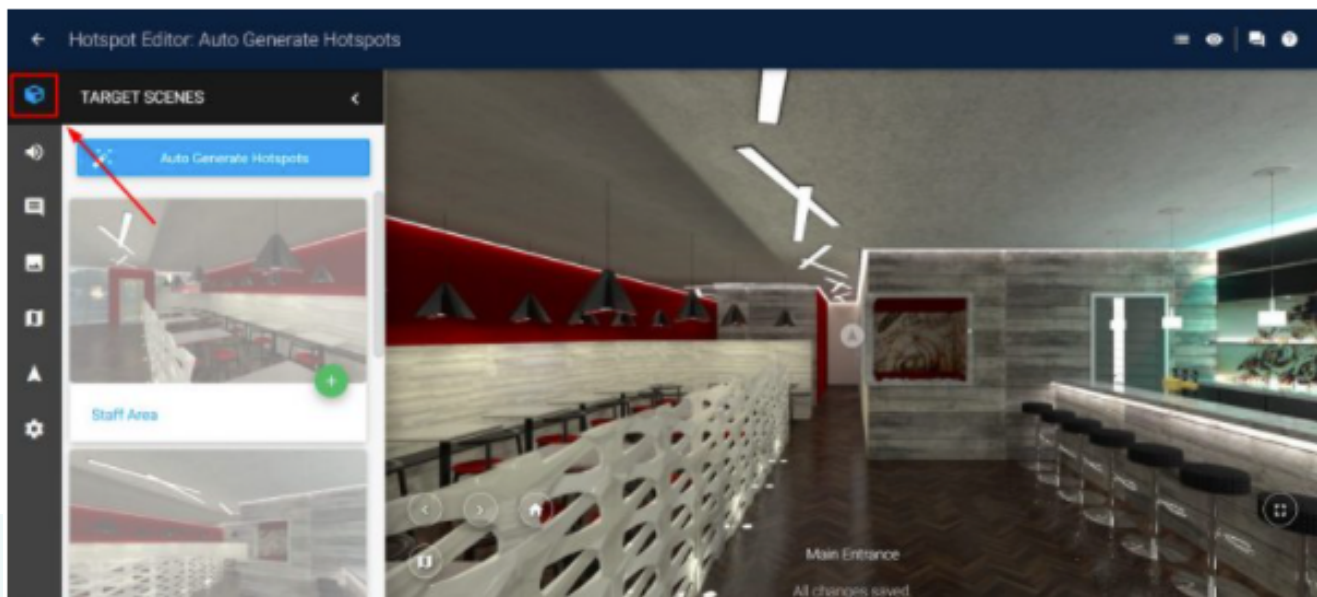 Hotspot Editor: Auto Generate Hotspots
TARGET SCENES
Auto Generate Hotspots
Staff Area
Main Entrance
All changes saved